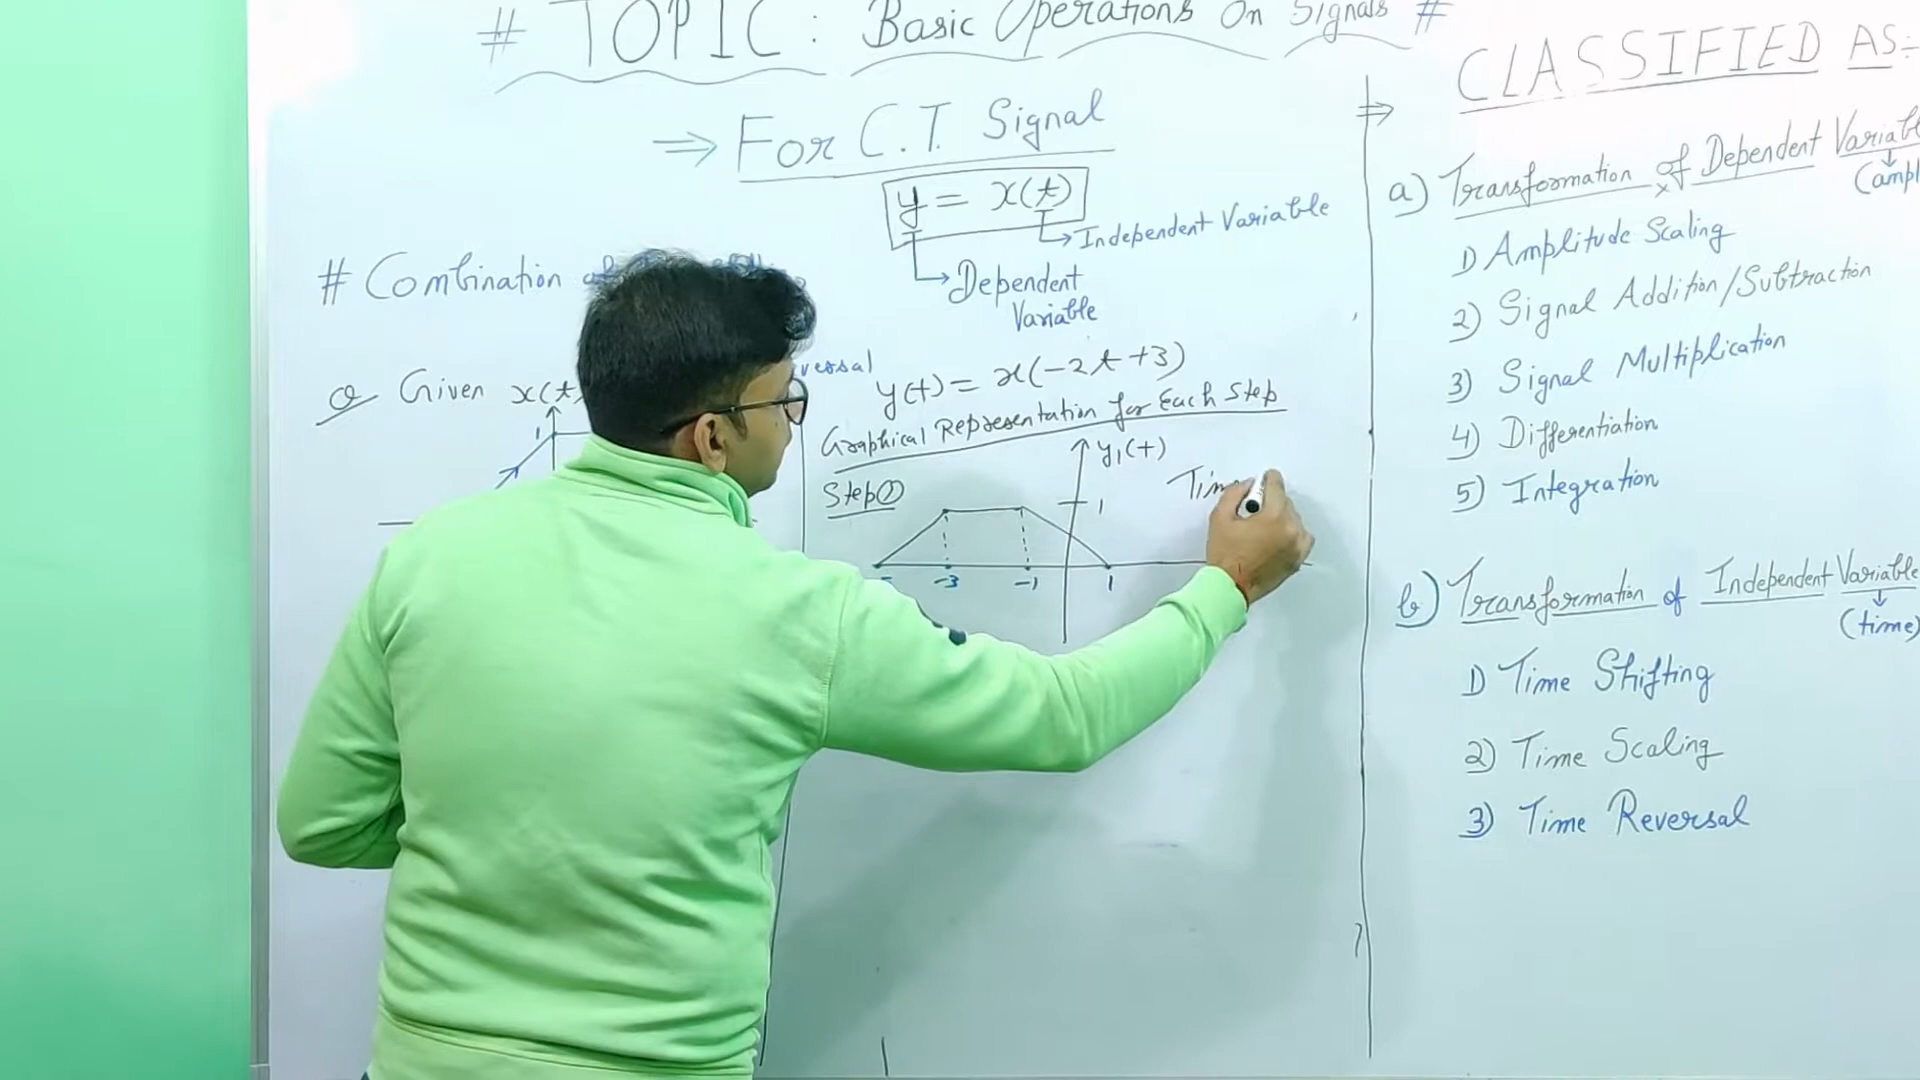 # TOPIC: Basic Operations On Signals #
⇒ For C.T. Signal
y = x(t)
Independent Variable
Dependent
Variable
# Combination
Q Given x(t)
1
versal
y(t) = x(-2t+3)
Graphical Representation for Each Step
Step①
y₁(t)
Tim
1
-3 -1 1
⇒ CLASSIFIED AS:-
a) Transformation of Dependent Variabl
(ampl
1) Amplitude Scaling
2) Signal Addition/Subtraction
3) Signal Multiplication
4) Differentiation
5) Integration
b) Transformation of Independent Variable
(time)
1) Time Shifting
2) Time Scaling
3) Time Reversal